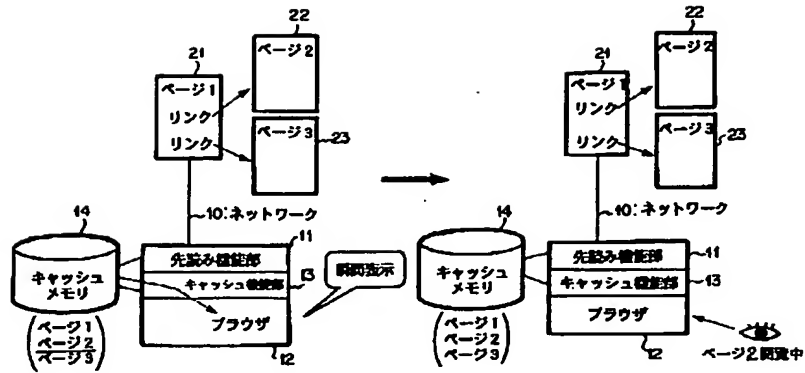 22
21
ページ2
ページ1
リンク
リンク
ページ3
23
10:ネットワーク
14
11
先読み機能部
キャッシュ機能部
13
瞬間表示
キャッシュ
メモリ
ブラウザ
ページ1
ページ2
ページ3
12
22
21
ページ2
ページ1
リンク
リンク
ページ3
23
10:ネットワーク
14
先読み機能部
11
キャッシュ機能部
13
キャッシュ
メモリ
ブラウザ
ページ1
ページ2
ページ3
12
ページ2閲覧中